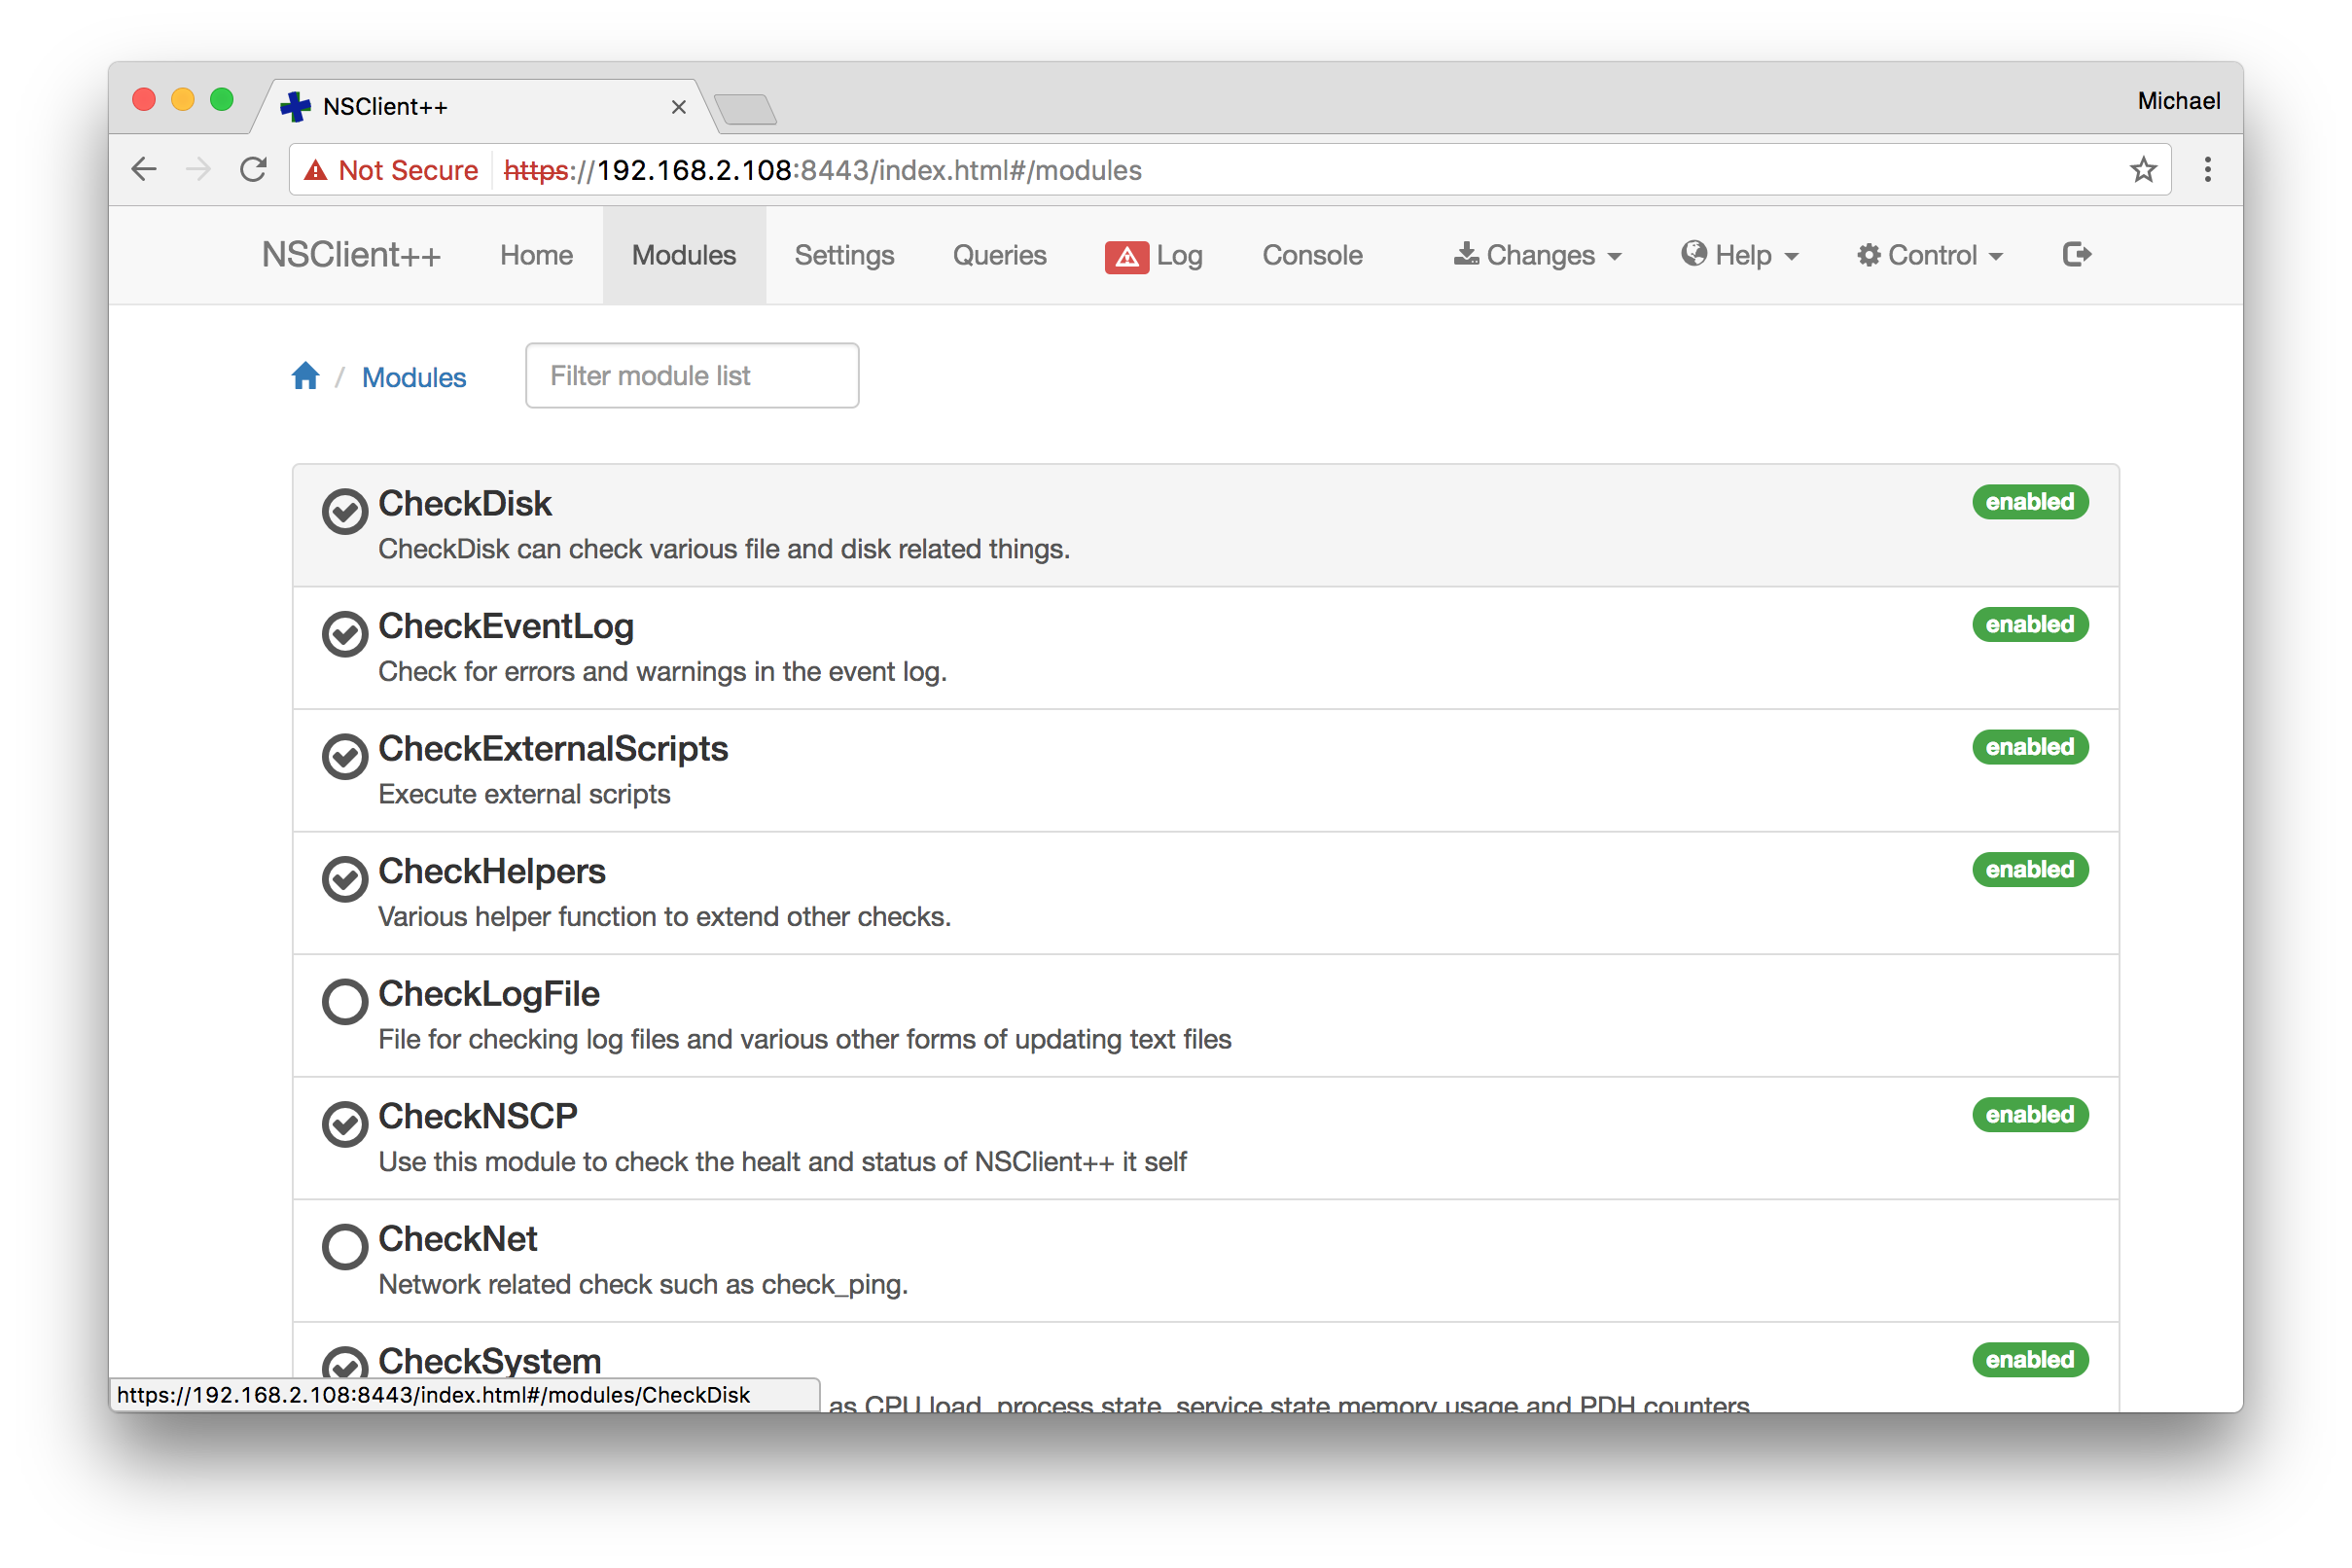 NSClient++
Michael
Not Secure https://192.168.2.108:8443/index.html#/modules
NSClient++ Home Modules Settings Queries Log Console Changes Help Control
/ Modules Filter module list
CheckDisk enabled
CheckDisk can check various file and disk related things.
CheckEventLog enabled
Check for errors and warnings in the event log.
CheckExternalScripts enabled
Execute external scripts
CheckHelpers enabled
Various helper function to extend other checks.
CheckLogFile
File for checking log files and various other forms of updating text files
CheckNSCP enabled
Use this module to check the healt and status of NSClient++ it self
CheckNet
Network related check such as check_ping.
CheckSystem enabled
https://192.168.2.108:8443/index.html#/modules/CheckDisk
as CPU load, process state, service state memory usage and PDH counters